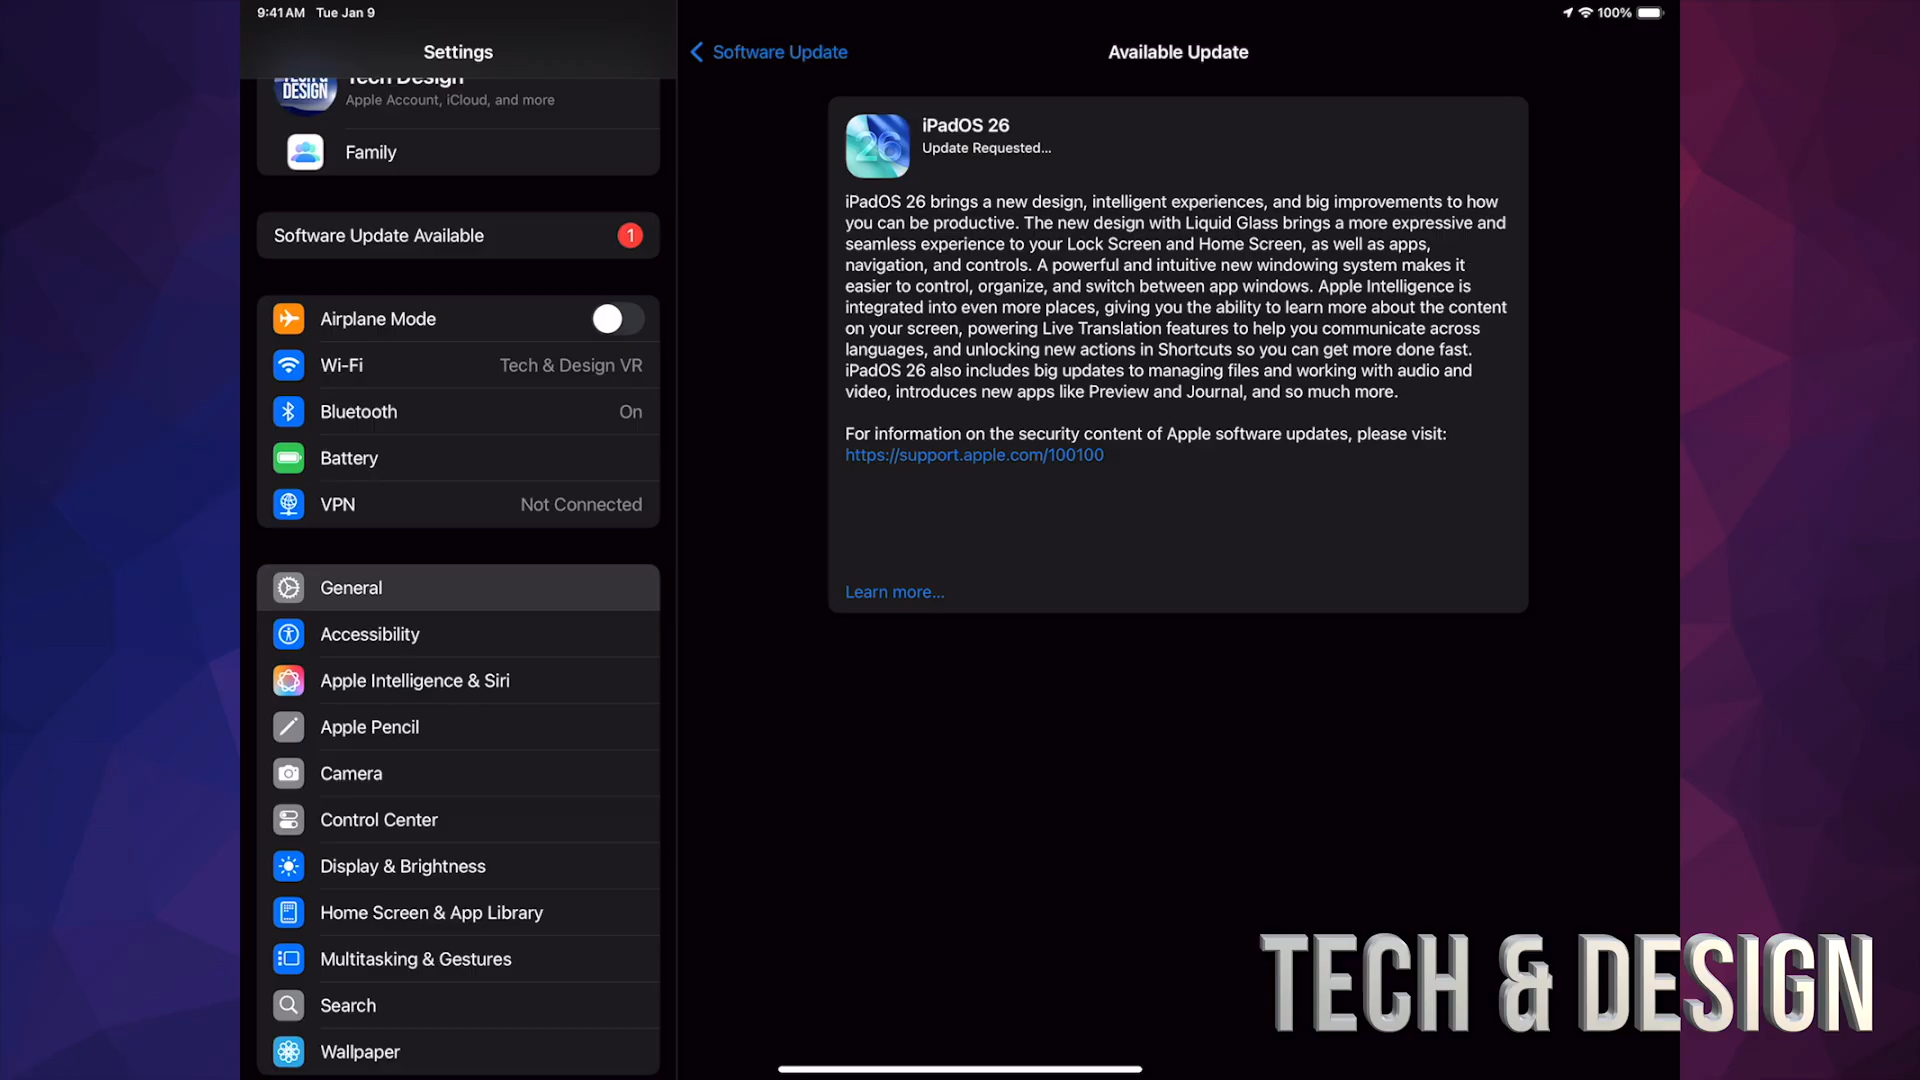 9:41 AM Tue Jan 9
100%
Settings
TECH &
DESIGN
Tech Design
Apple Account, iCloud, and more
Family
Software Update Available
1
Airplane Mode
Wi-Fi
Tech & Design VR
Bluetooth
On
Battery
VPN
Not Connected
General
Accessibility
Apple Intelligence & Siri
Apple Pencil
Camera
Control Center
Display & Brightness
Home Screen & App Library
Multitasking & Gestures
Search
Wallpaper
Software Update
Available Update
26
iPadOS 26
Update Requested...
iPadOS 26 brings a new design, intelligent experiences, and big improvements to how
you can be productive. The new design with Liquid Glass brings a more expressive and
seamless experience to your Lock Screen and Home Screen, as well as apps,
navigation, and controls. A powerful and intuitive new windowing system makes it
easier to control, organize, and switch between app windows. Apple Intelligence is
integrated into even more places, giving you the ability to learn more about the content
on your screen, powering Live Translation features to help you communicate across
languages, and unlocking new actions in Shortcuts so you can get more done fast.
iPadOS 26 also includes big updates to managing files and working with audio and
video, introduces new apps like Preview and Journal, and so much more.
For information on the security content of Apple software updates, please visit:
https://support.apple.com/100100
Learn more...
TECH & DESIGN